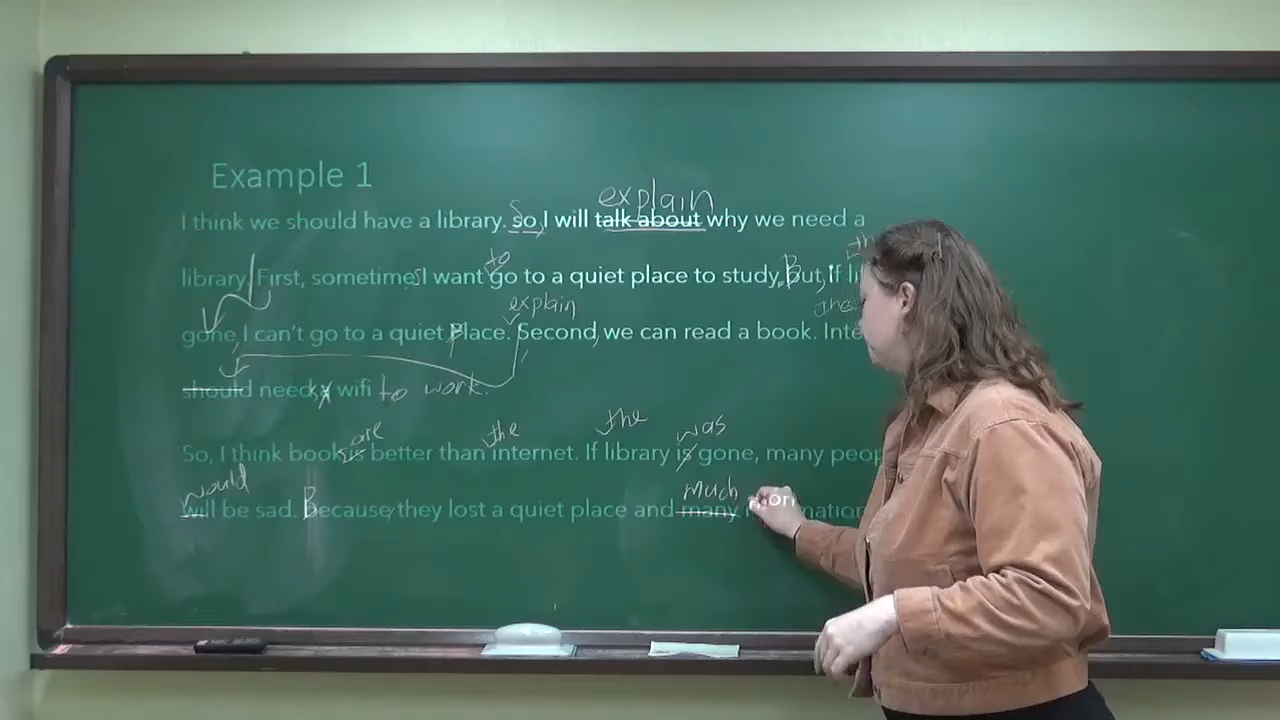 Example 1
explain
I think we should have a library. so, I will talk about why we need a
to
library. First, sometimes I want go to a quiet place to study, But, if li
explain the
gone, I can't go to a quiet Place. Second, we can read a book. Inte
should need a wifi to work.
are the the was
So, I think book is better than internet. If library is gone, many peop
would much
will be sad. Because, they lost a quiet place and many